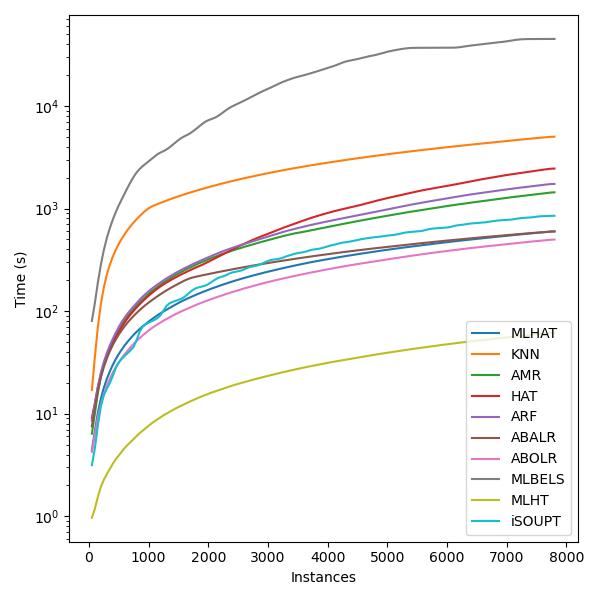 Time (s)
10⁴
10³
10²
10¹
10⁰
MLHAT
KNN
AMR
HAT
ARF
ABALR
ABOLR
MLBELS
MLHT
iSOUPT
0 1000 2000 3000 4000 5000 6000 7000 8000
Instances